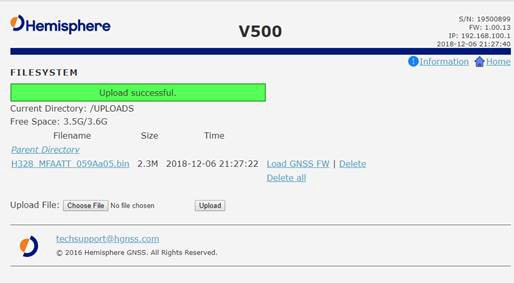 Hemisphere
V500
S/N: 19500899
FW: 1.00.13
IP: 192.168.100.1
2018-12-06 21:27:40
Information Home
FILESYSTEM
Upload successful.
Current Directory: /UPLOADS
Free Space: 3.5G/3.6G
Filename Size Time
Parent Directory
H328_MFAATT_059Aa05.bin 2.3M 2018-12-06 21:27:22 Load GNSS FW | Delete
Delete all
Upload File: Choose File No file chosen Upload
techsupport@hgnss.com
© 2016 Hemisphere GNSS. All Rights Reserved.